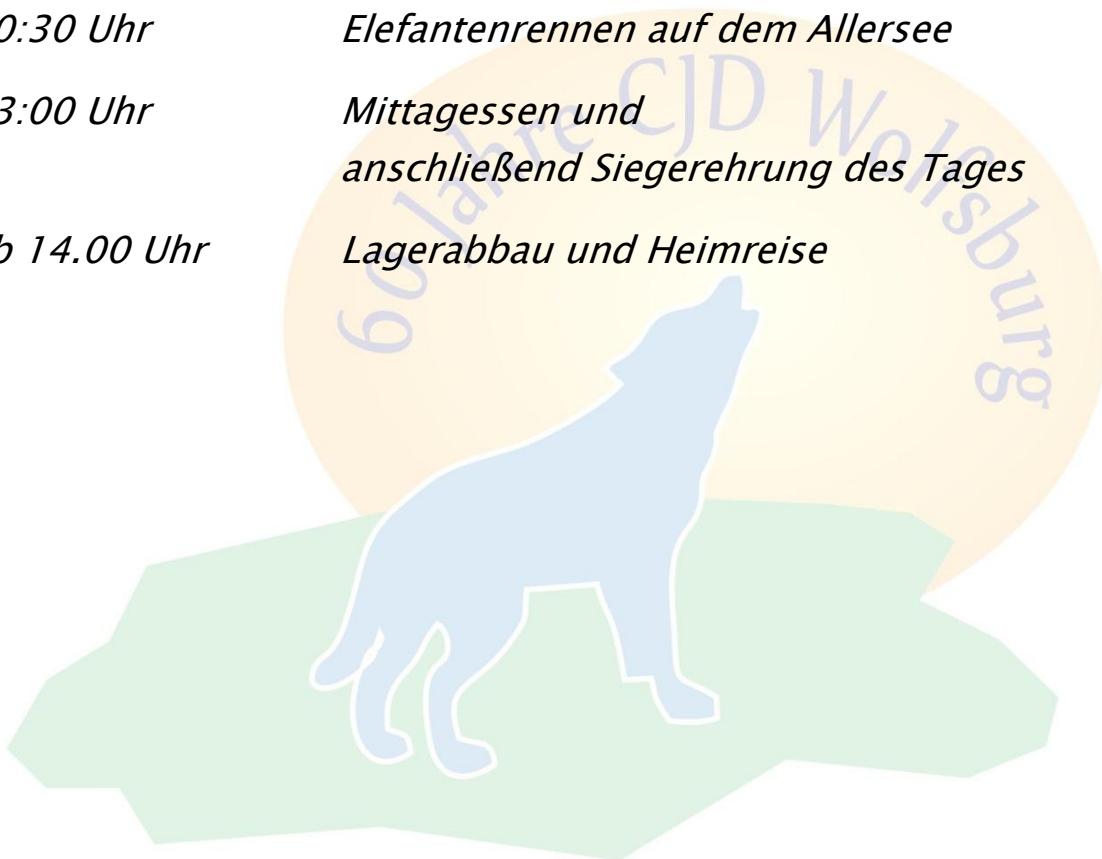 0:30 Uhr Elefantenrennen auf dem Allersee
3:00 Uhr Mittagessen und
anschließend Siegerehrung des Tages
b 14.00 Uhr Lagerabbau und Heimreise
60 Jahre CJD Wolfsburg